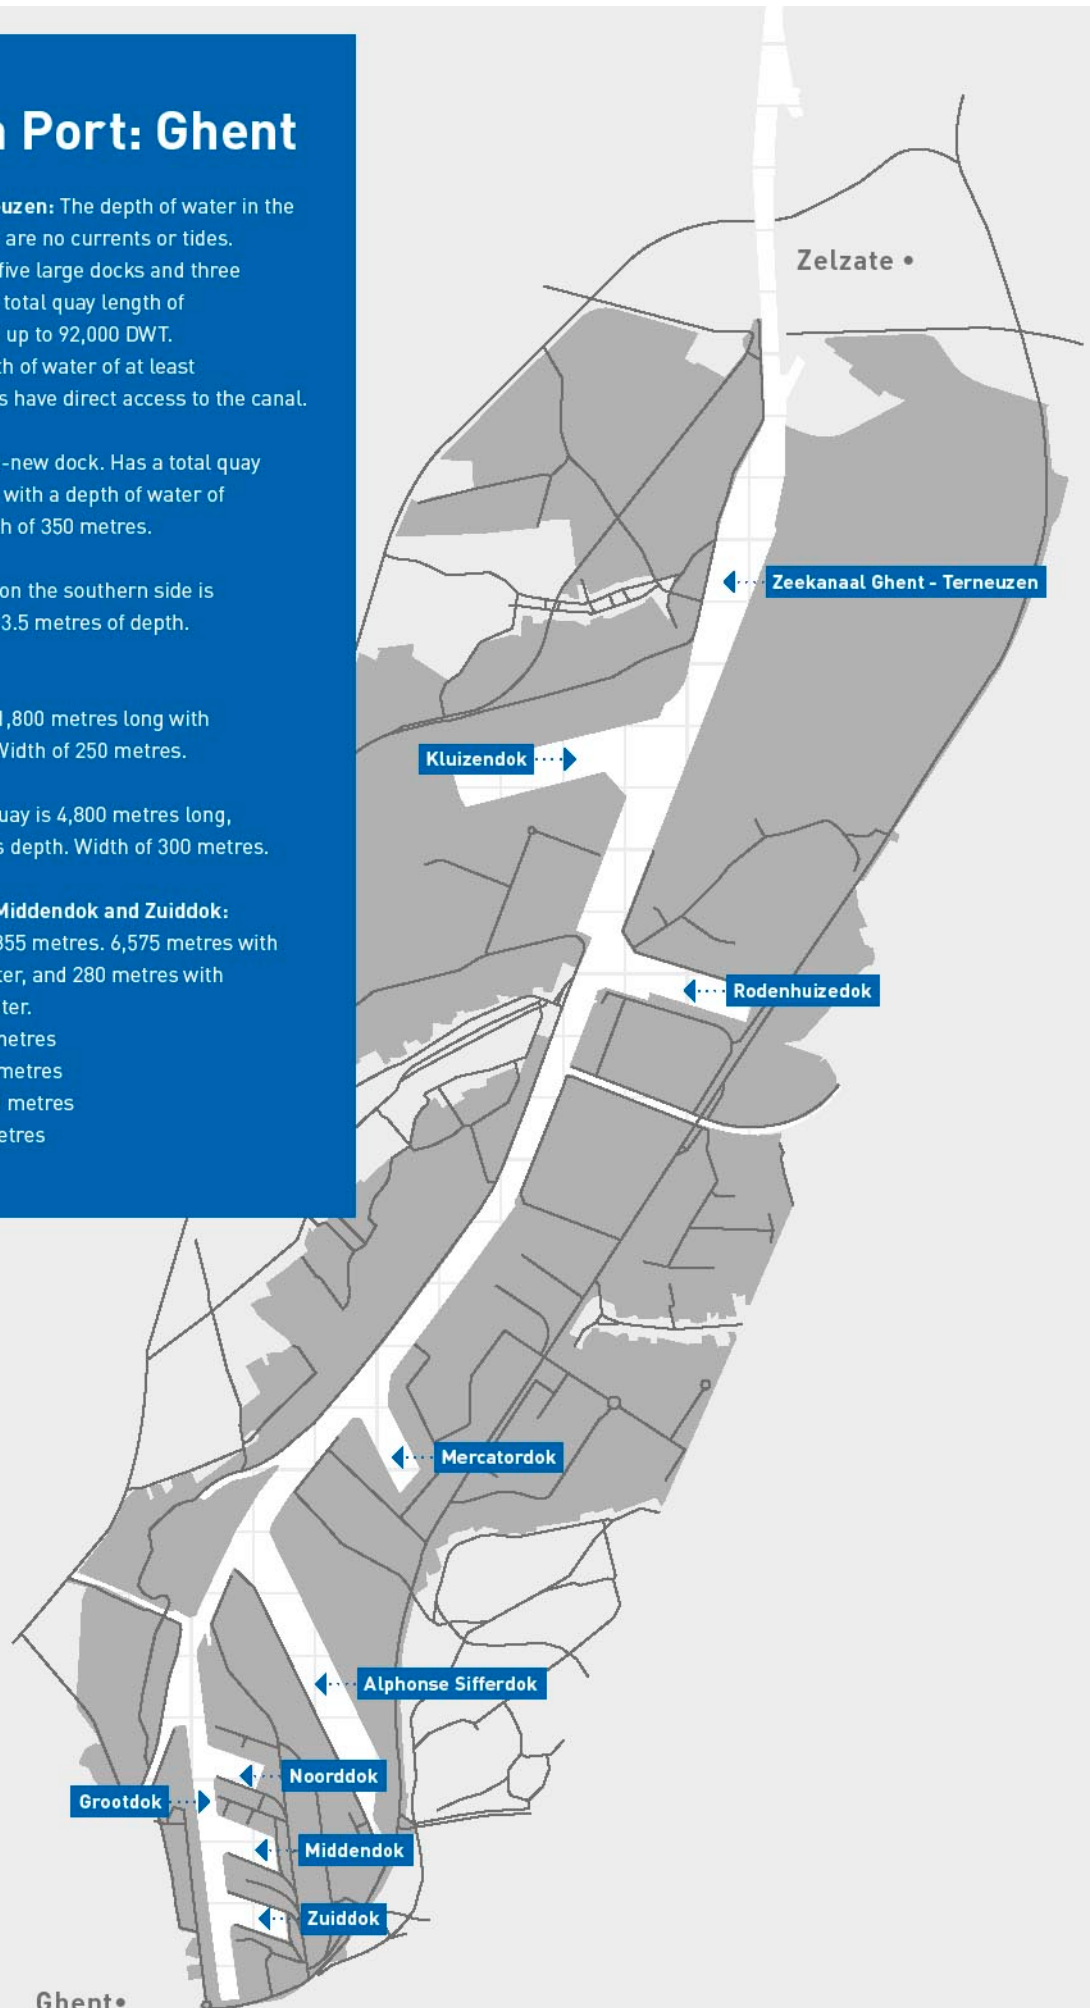 Port: Ghent
uzen: The depth of water in the
are no currents or tides.
five large docks and three
total quay length of
up to 92,000 DWT.
th of water of at least
s have direct access to the canal.
-new dock. Has a total quay
with a depth of water of
h of 350 metres.
on the southern side is
3.5 metres of depth.
1,800 metres long with
Width of 250 metres.
uay is 4,800 metres long,
s depth. Width of 300 metres.
Middendok and Zuiddok:
355 metres. 6,575 metres with
ter, and 280 metres with
ter.
netres
metres
metres
etres
Zelzate
Zeekanaal Ghent - Terneuzen
Kluizendok
Rodenhuizedok
Mercatordok
Alphonse Sifferdok
Noorddok
Grootdok
Middendok
Zuiddok
Ghent